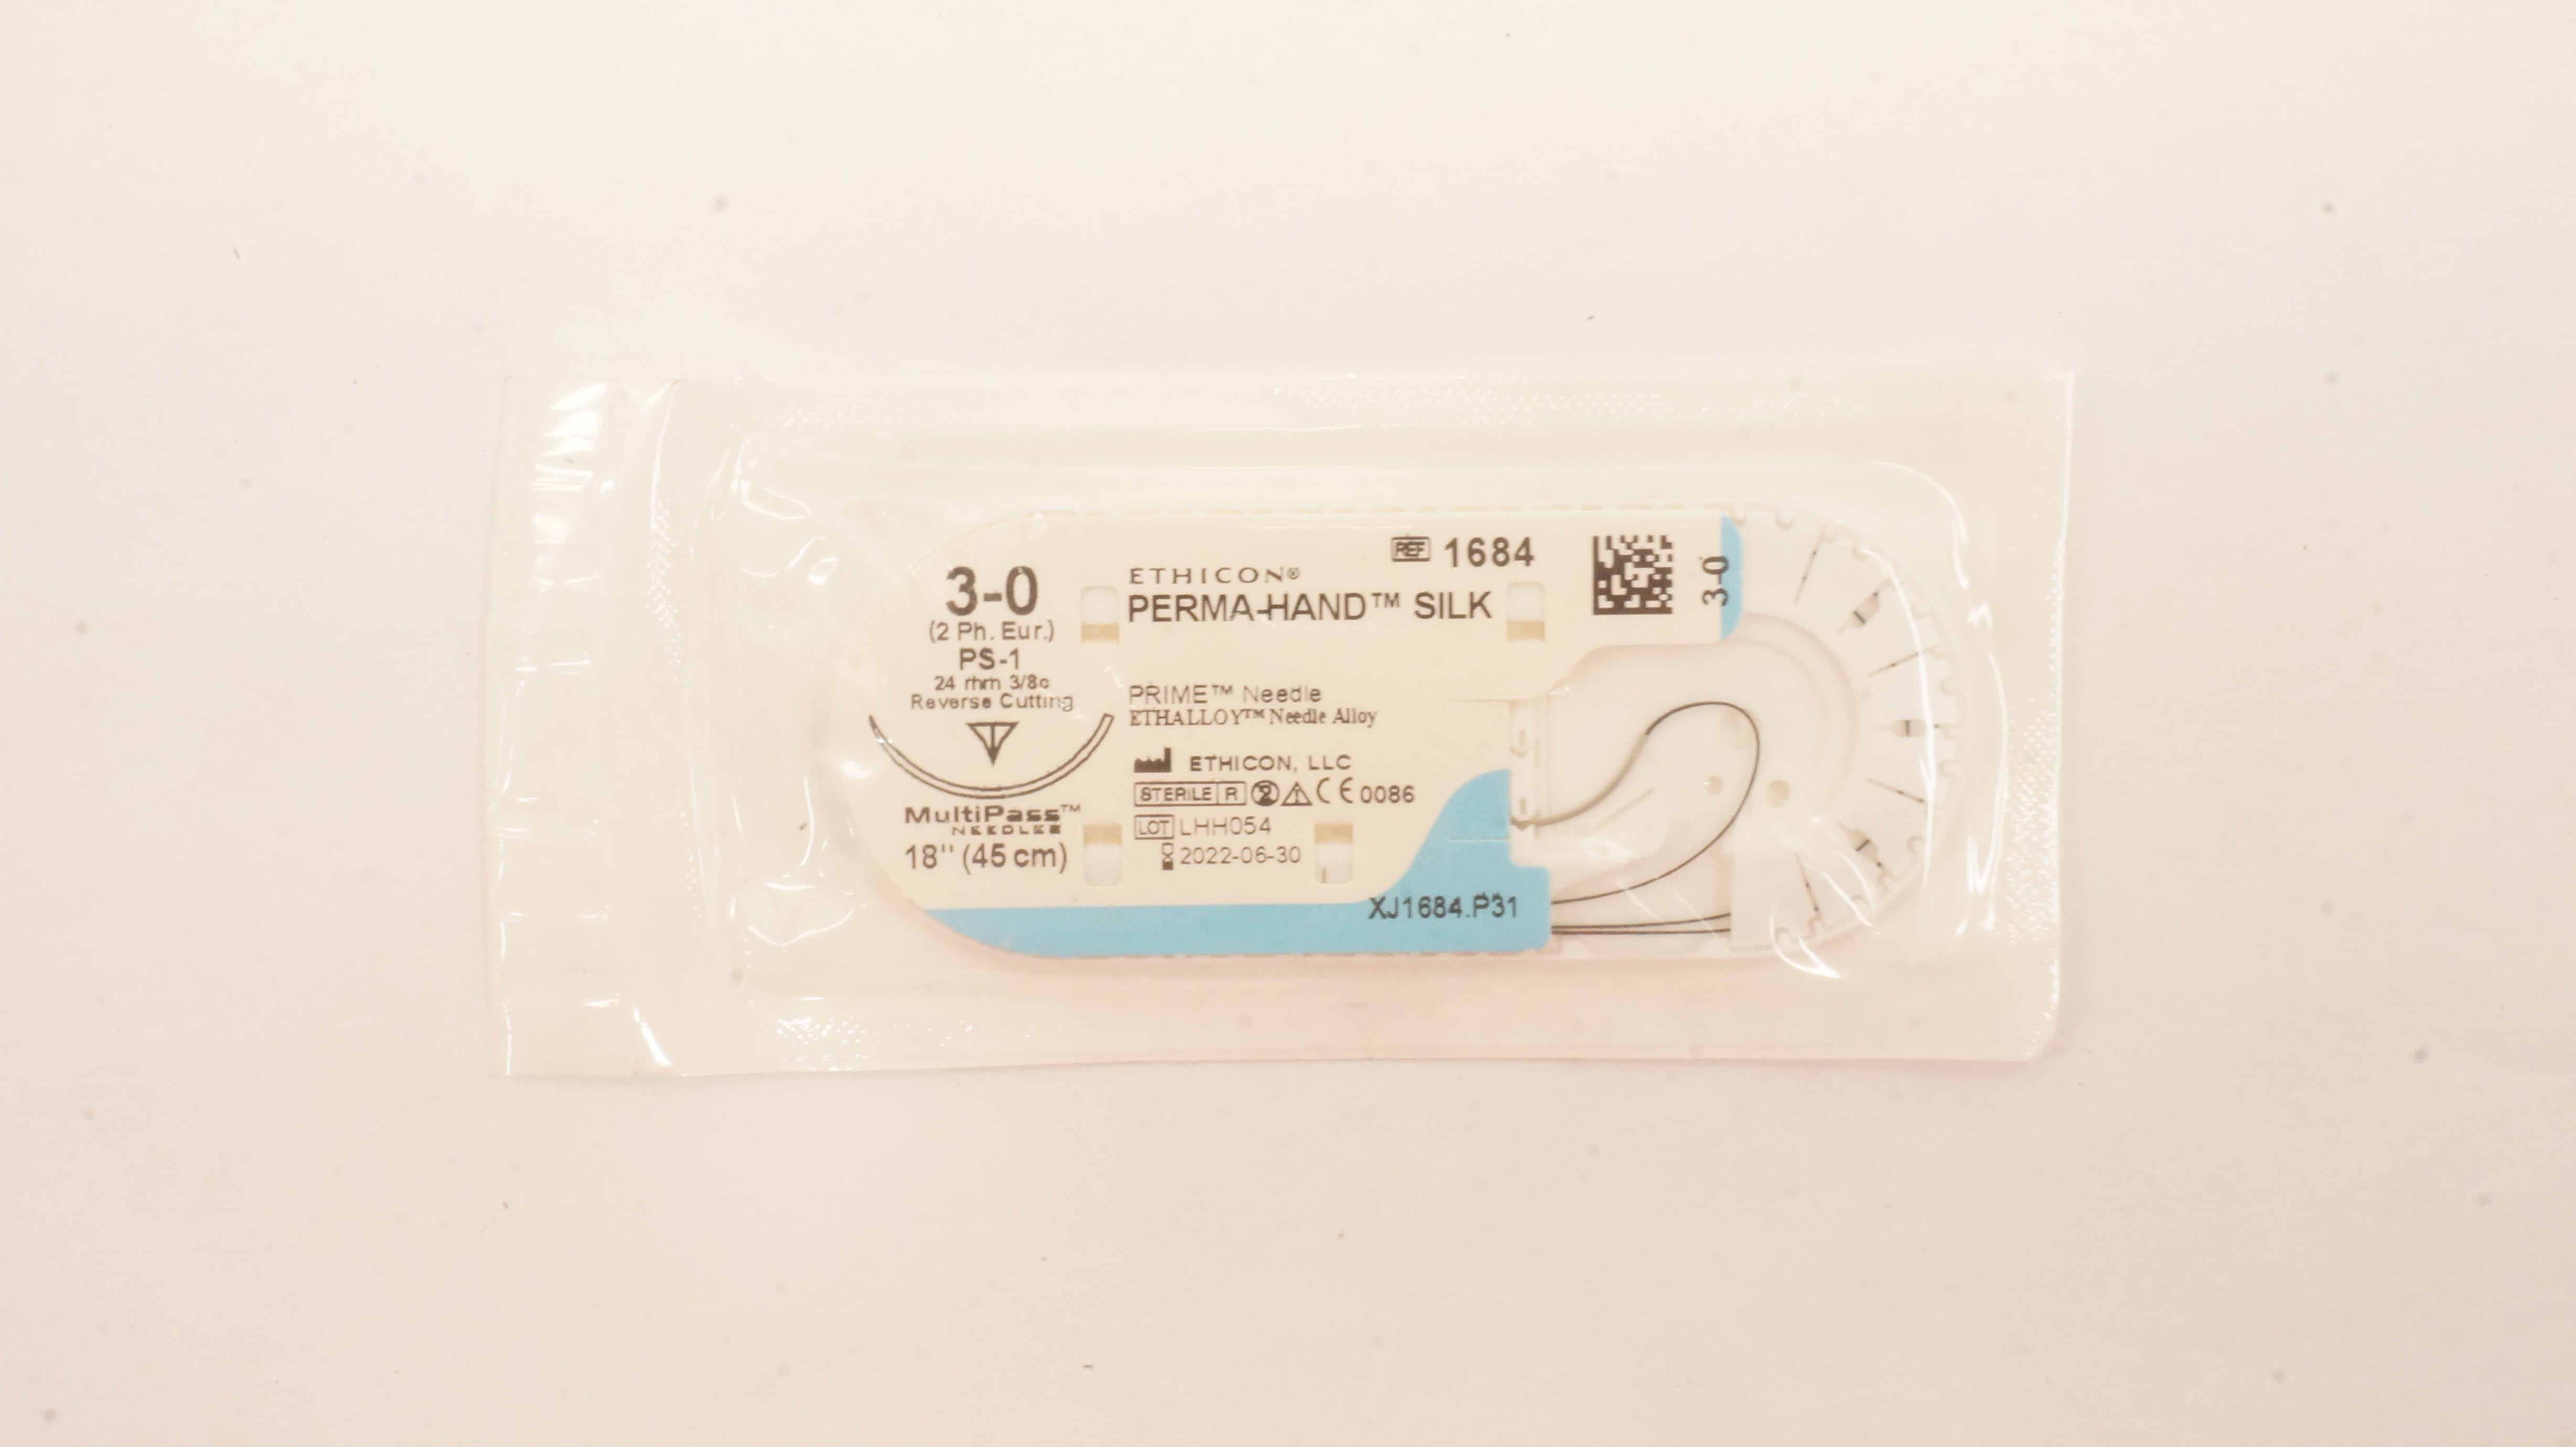 3-0
(2 Ph. Eur.)
PS-1
24 mm 3/8c
Reverse Cutting
MultiPass™
NEEDLES
18" (45 cm)
REF 1684
ETHICON®
PERMA-HAND™ SILK
PRIME™ Needle
ETHALLOY™ Needle Alloy
ETHICON, LLC
STERILE R 2 CE 0086
LOT LHH054
2022-06-30
XJ1684.P31
3-0